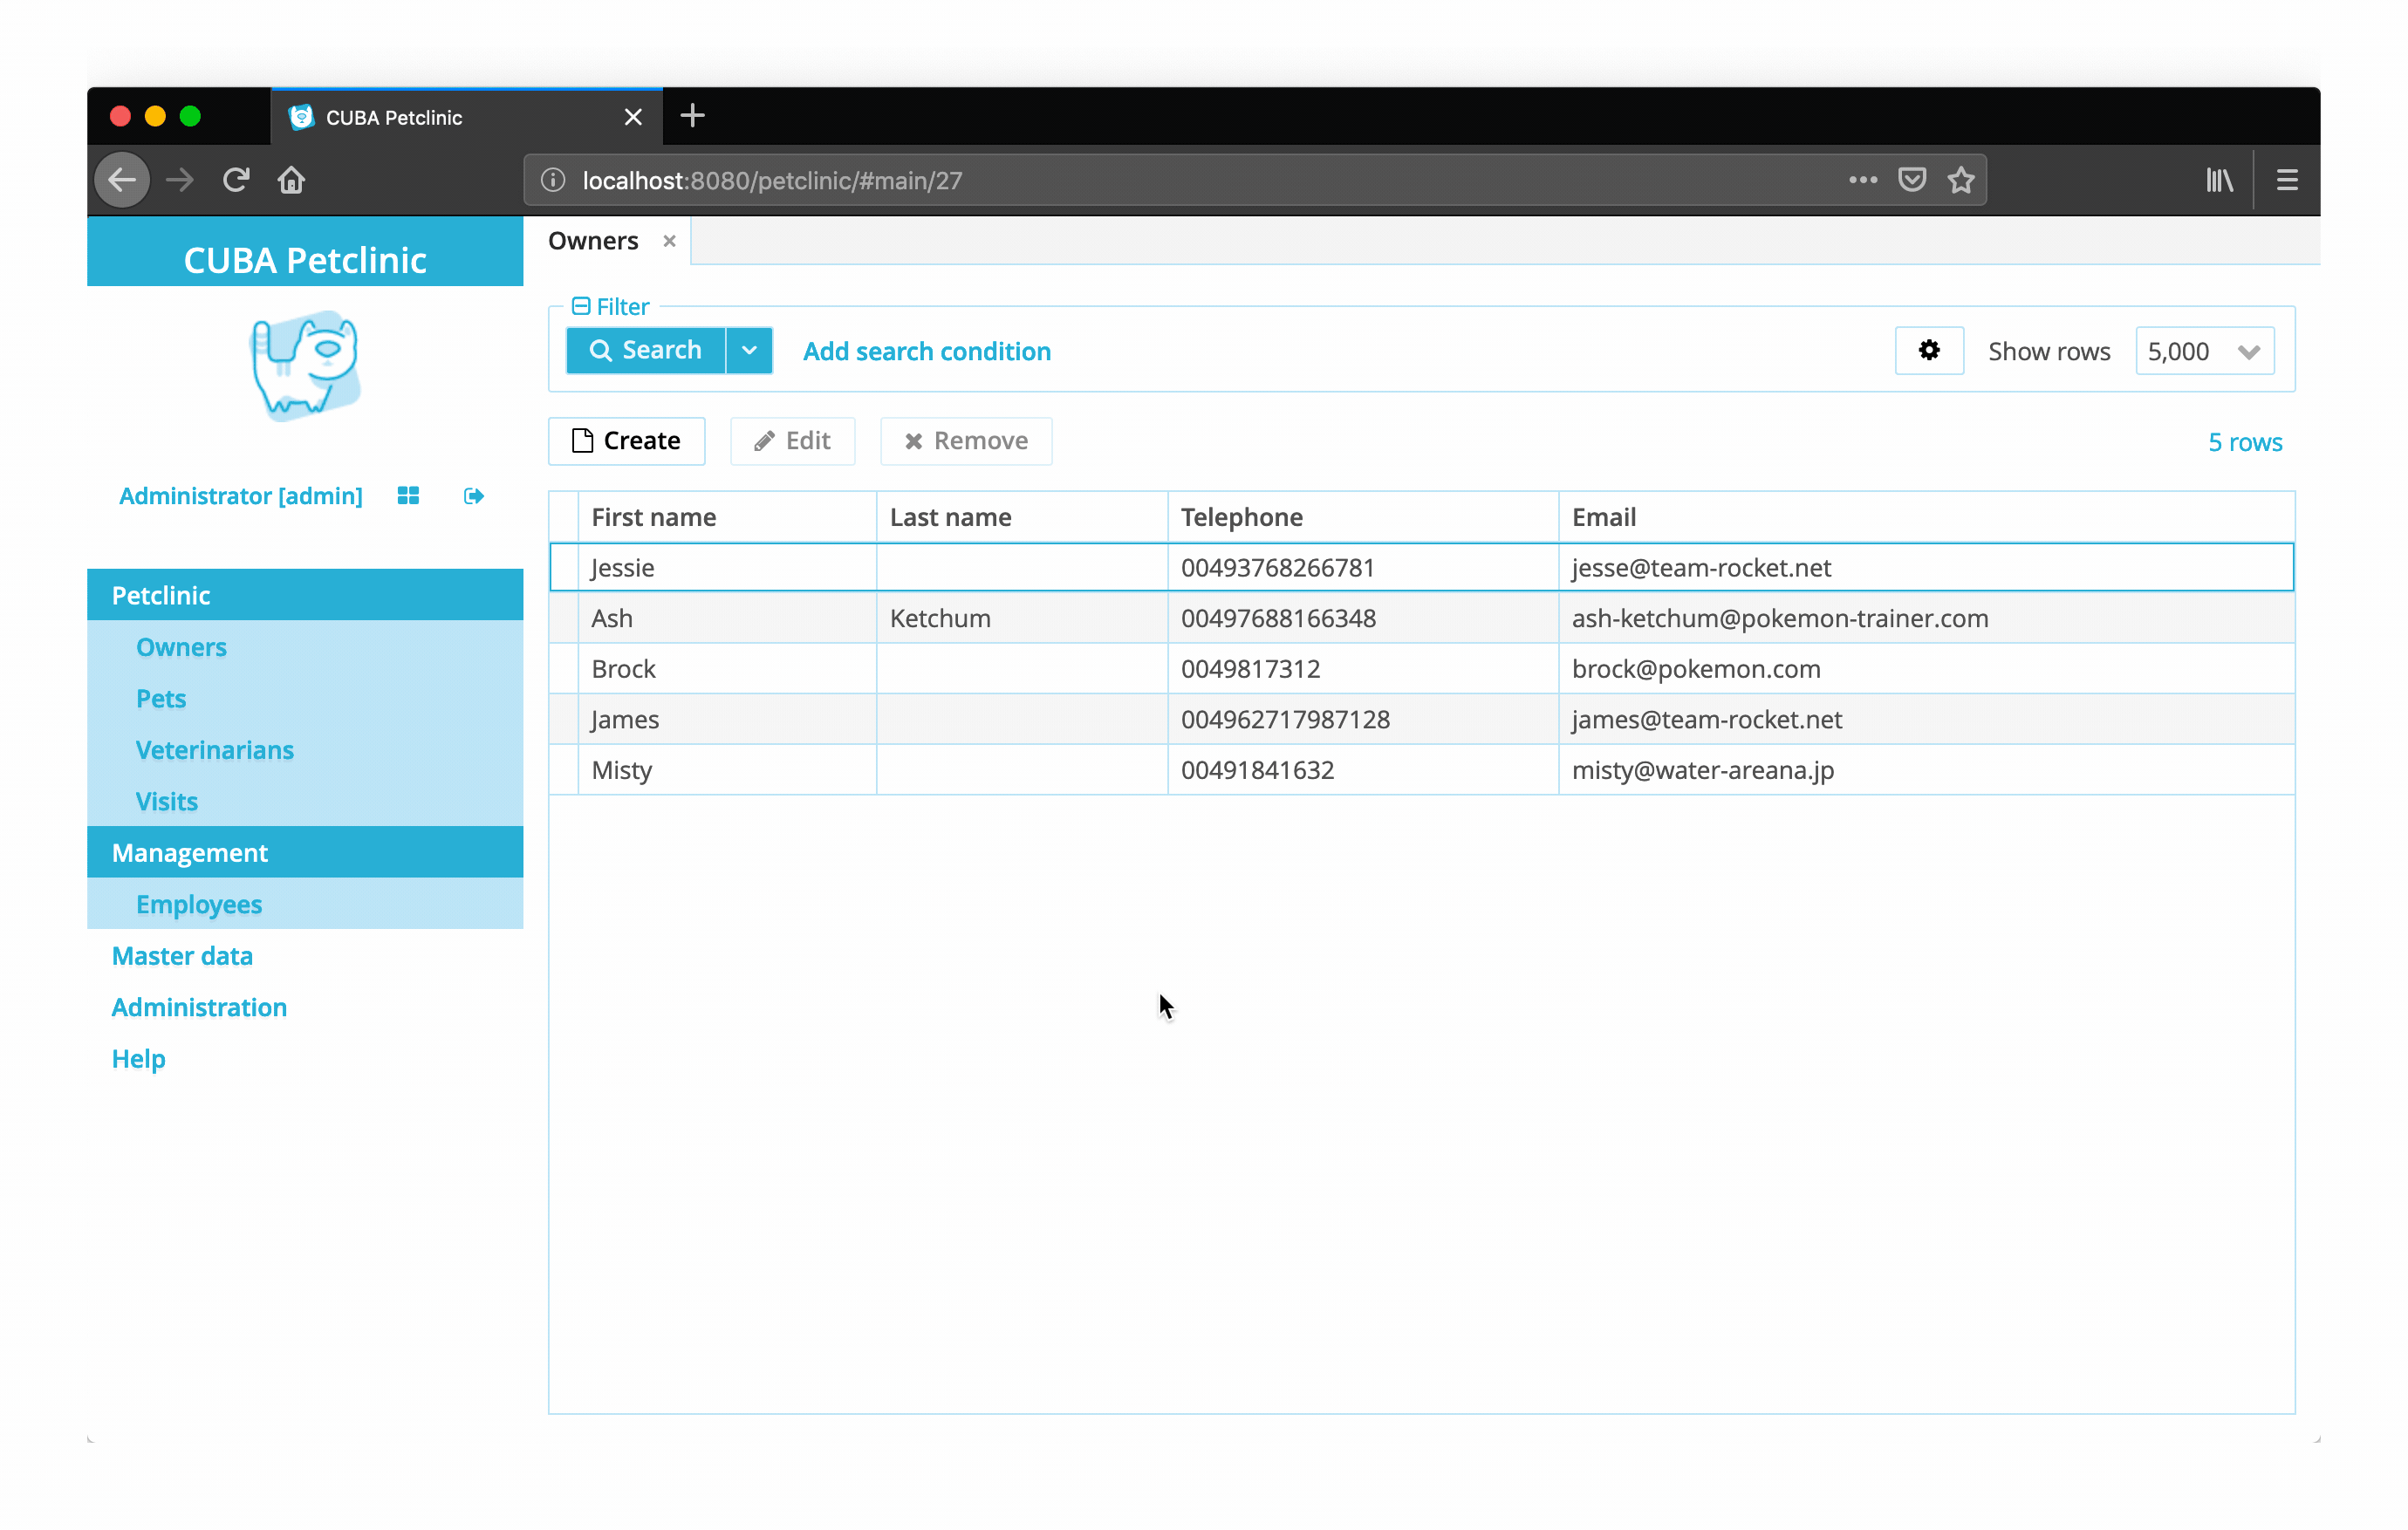 CUBA Petclinic
localhost:8080/petclinic/#main/27
CUBA Petclinic
Administrator [admin]
Petclinic
Owners
Pets
Veterinarians
Visits
Management
Employees
Master data
Administration
Help
Owners
Filter
Search Add search condition Show rows 5,000
Create Edit Remove 5 rows
First name Last name Telephone Email
Jessie 00493768266781 jesse@team-rocket.net
Ash Ketchum 00497688166348 ash-ketchum@pokemon-trainer.com
Brock 0049817312 brock@pokemon.com
James 004962717987128 james@team-rocket.net
Misty 00491841632 misty@water-areana.jp